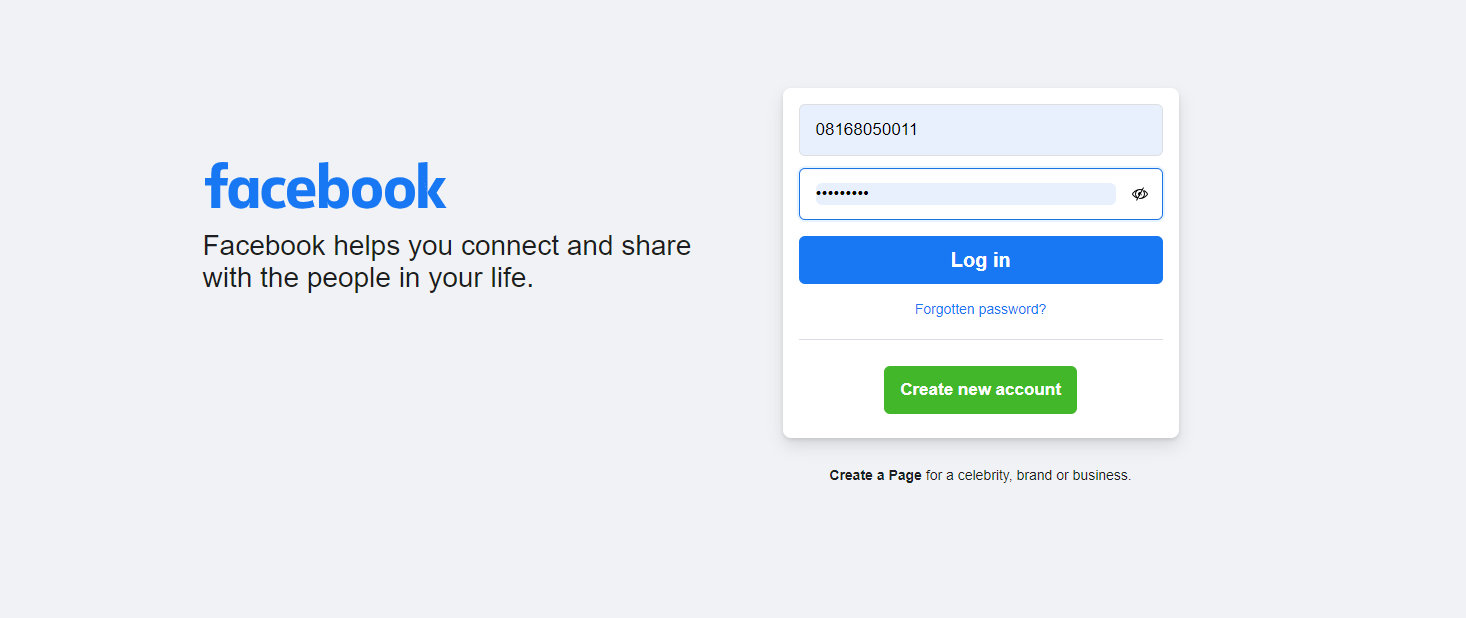 facebook
Facebook helps you connect and share
with the people in your life.
08168050011
•••••••••
Log in
Forgotten password?
Create new account
Create a Page for a celebrity, brand or business.